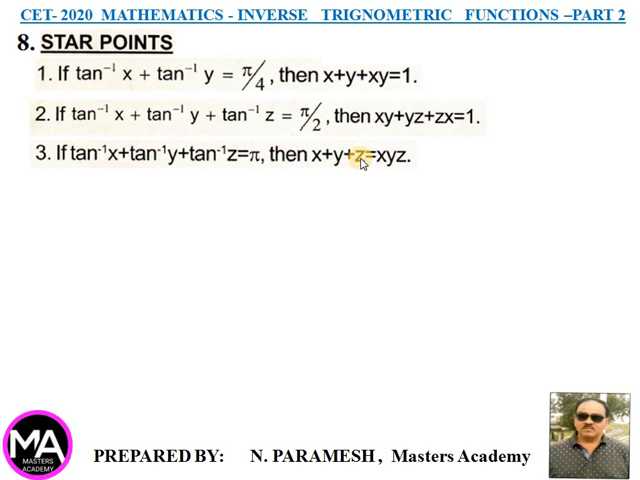 CET- 2020 MATHEMATICS - INVERSE TRIGNOMETRIC FUNCTIONS –PART 2
8. STAR POINTS
1. If tan⁻¹ x + tan⁻¹ y = π/4, then x+y+xy=1.
2. If tan⁻¹ x + tan⁻¹ y + tan⁻¹ z = π/2, then xy+yz+zx=1.
3. If tan⁻¹x+tan⁻¹y+tan⁻¹z=π, then x+y+z=xyz.
MA
MASTERS
ACADEMY
PREPARED BY: N. PARAMESH , Masters Academy